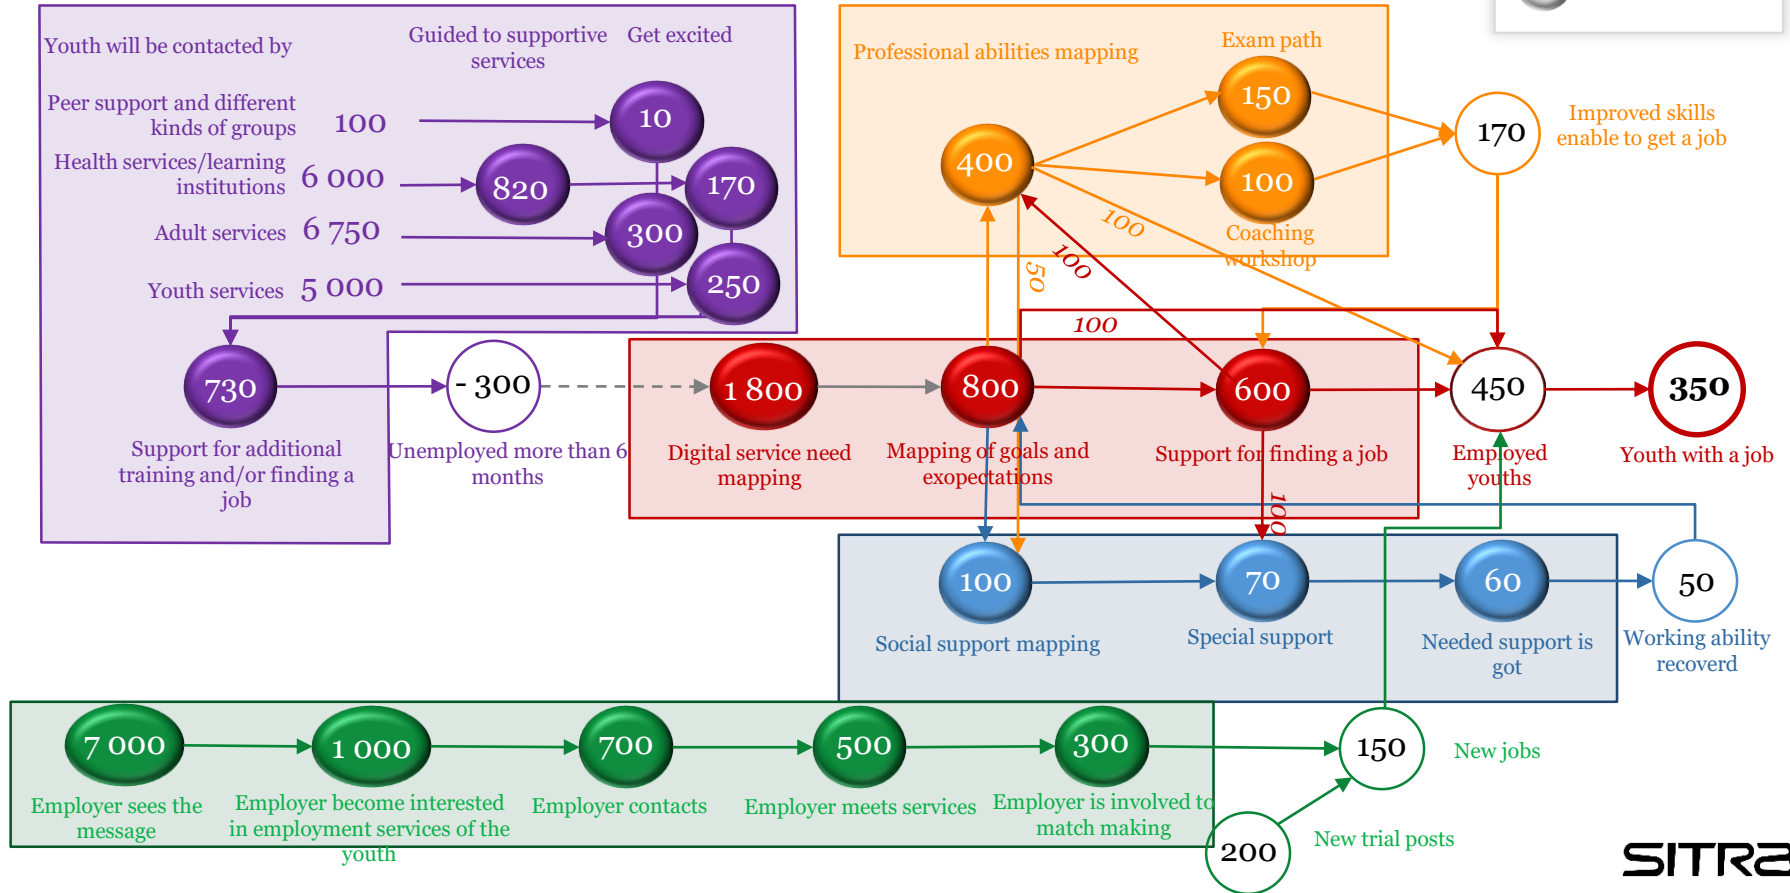 Youth will be contacted by
Guided to supportive
services
Get excited
Peer support and different
kinds of groups
100
10
Health services/learning
institutions
6 000
820
170
Adult services
6 750
300
Youth services
5 000
250
730
Support for additional
training and/or finding a
job
- 300
Unemployed more than 6
months
Professional abilities mapping
Exam path
150
400
100
Coaching
workshop
170
Improved skills
enable to get a job
100
50
100
100
1 800
Digital service need
mapping
800
Mapping of goals and
exopectations
600
Support for finding a job
450
Employed
youths
350
Youth with a job
100
100
Social support mapping
70
Special support
60
Needed support is
got
50
Working ability
recoverd
7 000
Employer sees the
message
1 000
Employer become interested
in employment services of the
youth
700
Employer contacts
500
Employer meets services
300
Employer is involved to
match making
150
New jobs
200
New trial posts
SITRA